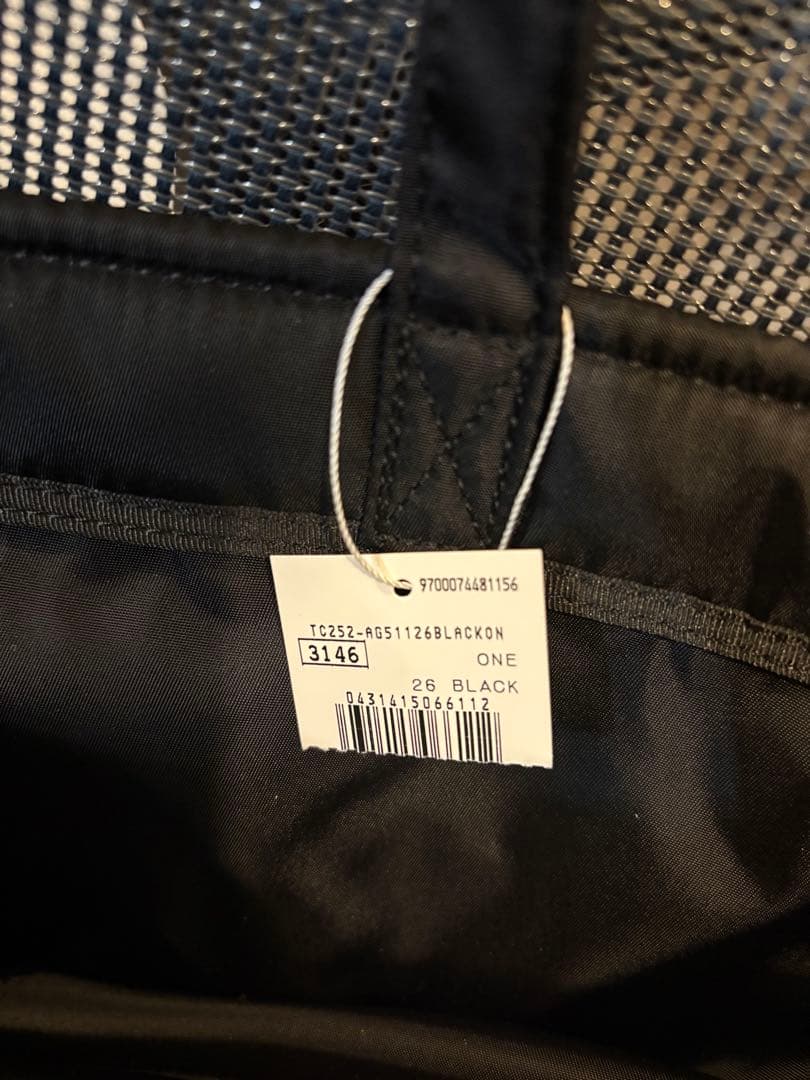 9700074481156
TC252-AG51126BLACKON
3146 ONE
26 BLACK
0431415066112